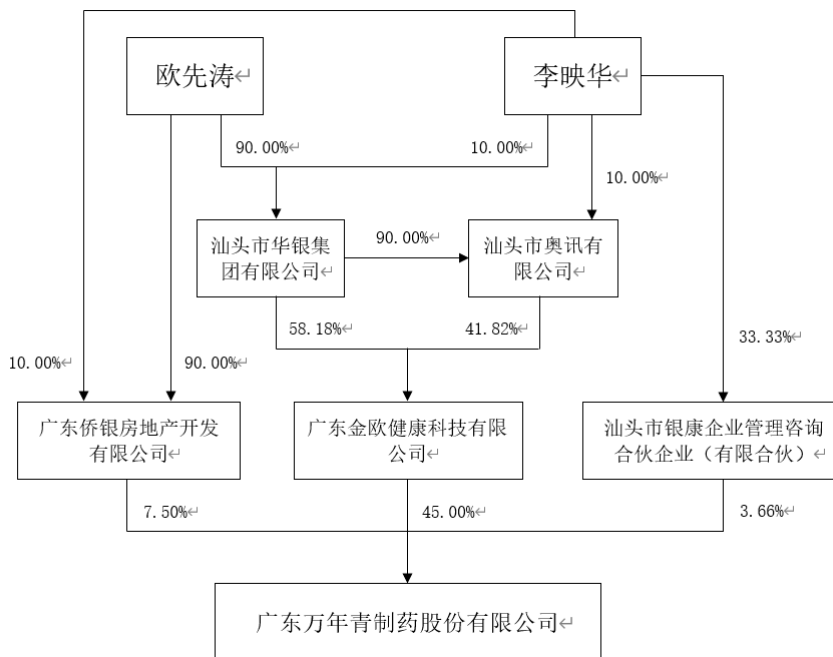 欧先涛↵
李映华↵
90.00%↵
10.00%↵
10.00%↵
汕头市华银集
团有限公司↵
90.00%↵
汕头市奥讯有
限公司↵
58.18%↵
41.82%↵
33.33%↵
10.00%↵
90.00%↵
广东侨银房地产开发
有限公司↵
广东金欧健康科技有限
公司↵
汕头市银康企业管理咨询
合伙企业（有限合伙）↵
7.50%↵
45.00%↵
3.66%↵
广东万年青制药股份有限公司↵